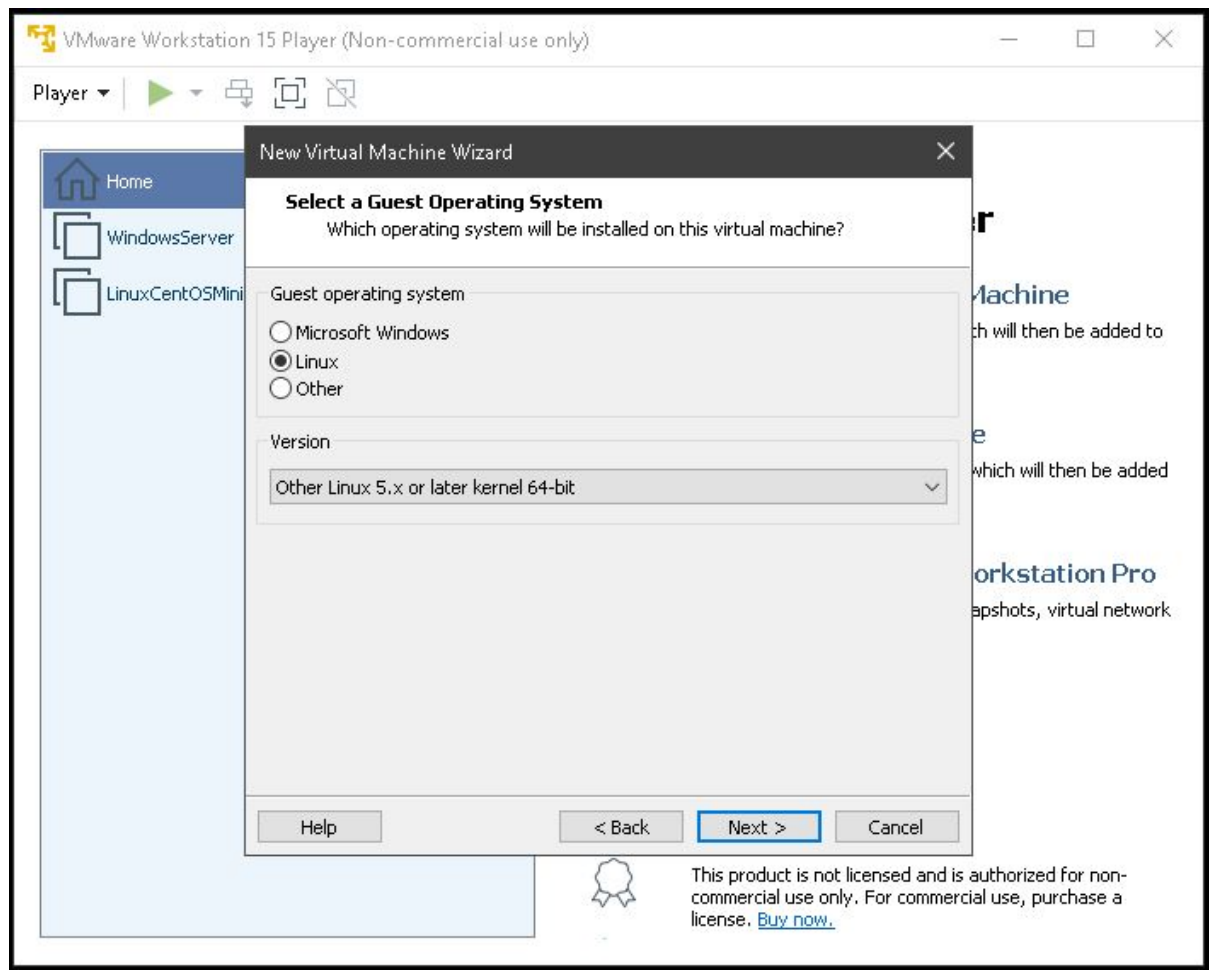 VMware Workstation 15 Player (Non-commercial use only)
Player
Home
WindowsServer
LinuxCentOSMini
New Virtual Machine Wizard
Select a Guest Operating System
Which operating system will be installed on this virtual machine?
Guest operating system
Microsoft Windows
Linux
Other
Version
Other Linux 5.x or later kernel 64-bit
Help
< Back
Next >
Cancel
r
Machine
ch will then be added to
e
which will then be added
orkstation Pro
apshots, virtual network
This product is not licensed and is authorized for non-
commercial use only. For commercial use, purchase a
license. Buy now.